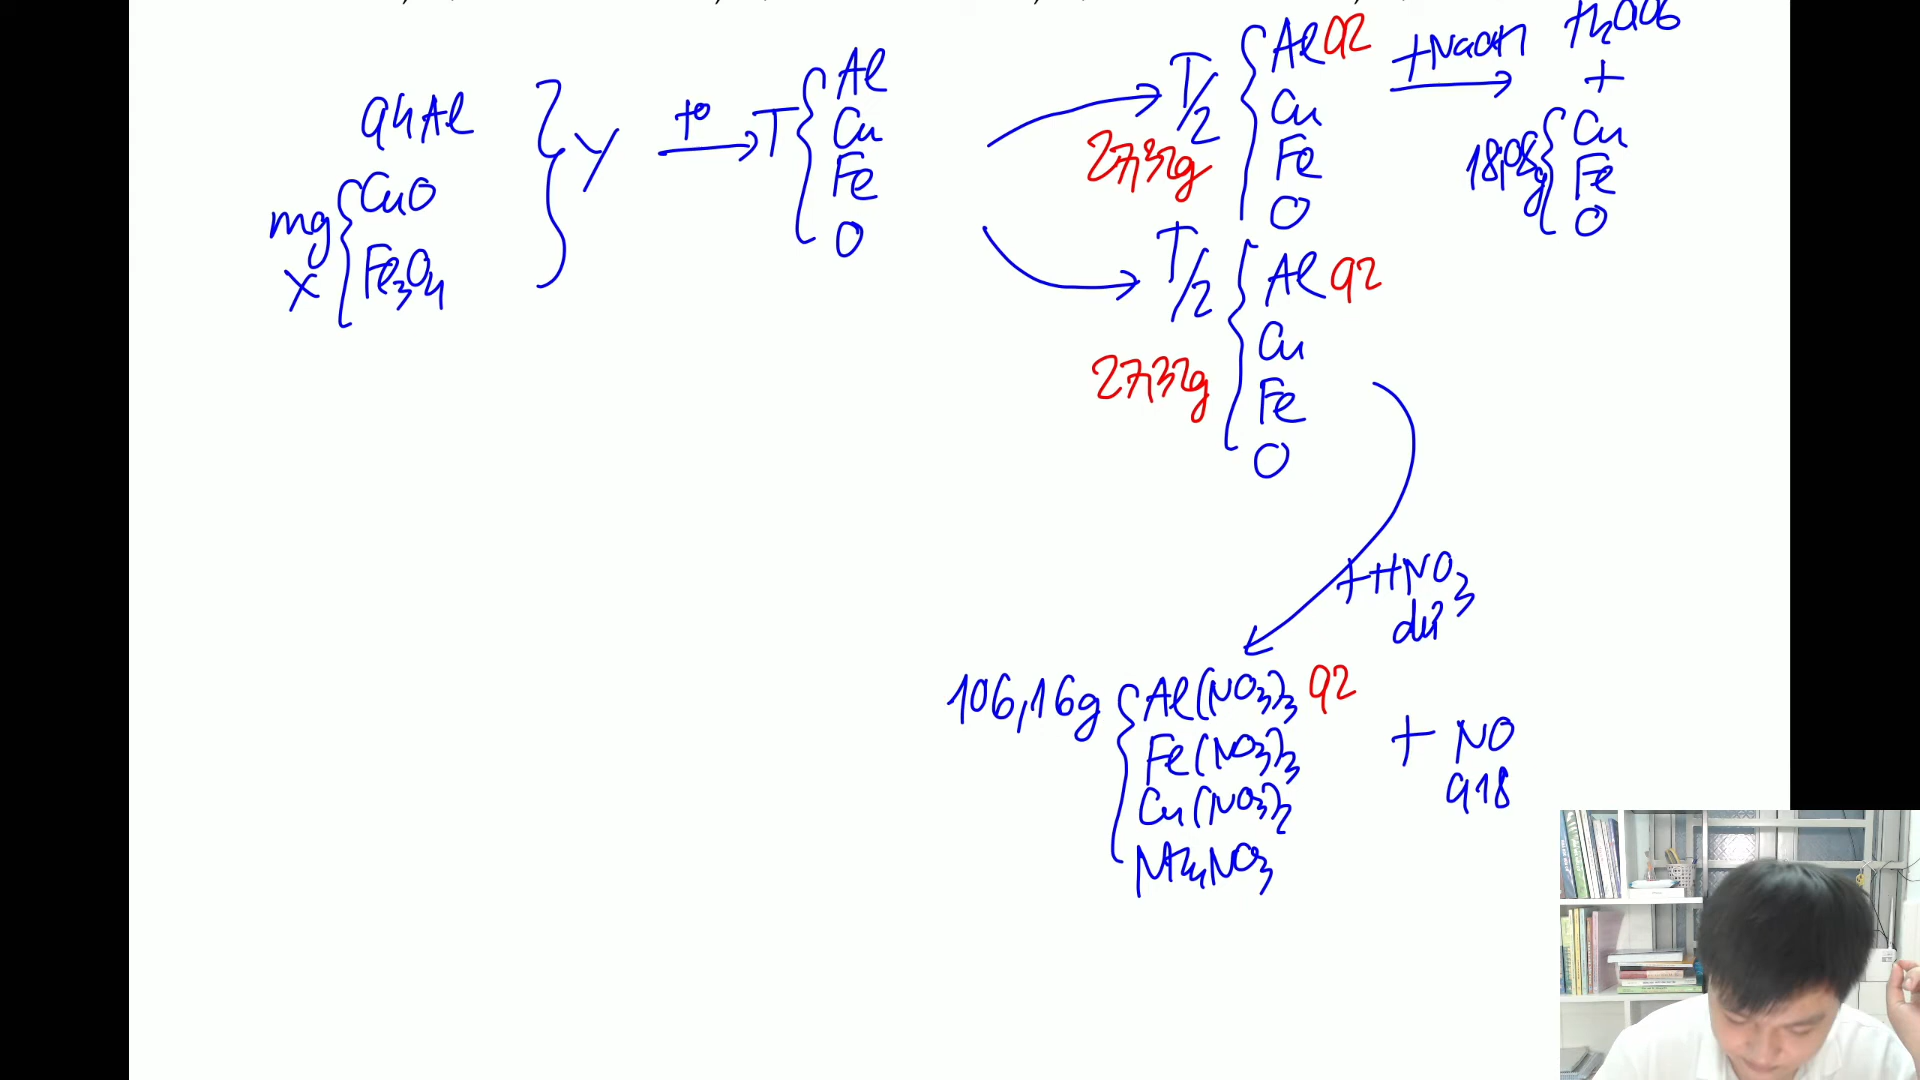 0,4 Al
mg X { CuO
Fe3O4
} Y
t° →
T { Al
Cu
Fe
O
T/2 27,32g { Al 0,2
Cu
Fe
O
+NaOH →
H2 0,06
+
18,08g { Cu
Fe
O
T/2 27,32g { Al 0,2
Cu
Fe
O
+HNO3
dư
106,16g { Al(NO3)3 0,2
Fe(NO3)3
Cu(NO3)2
NH4NO3
+ NO
0,18